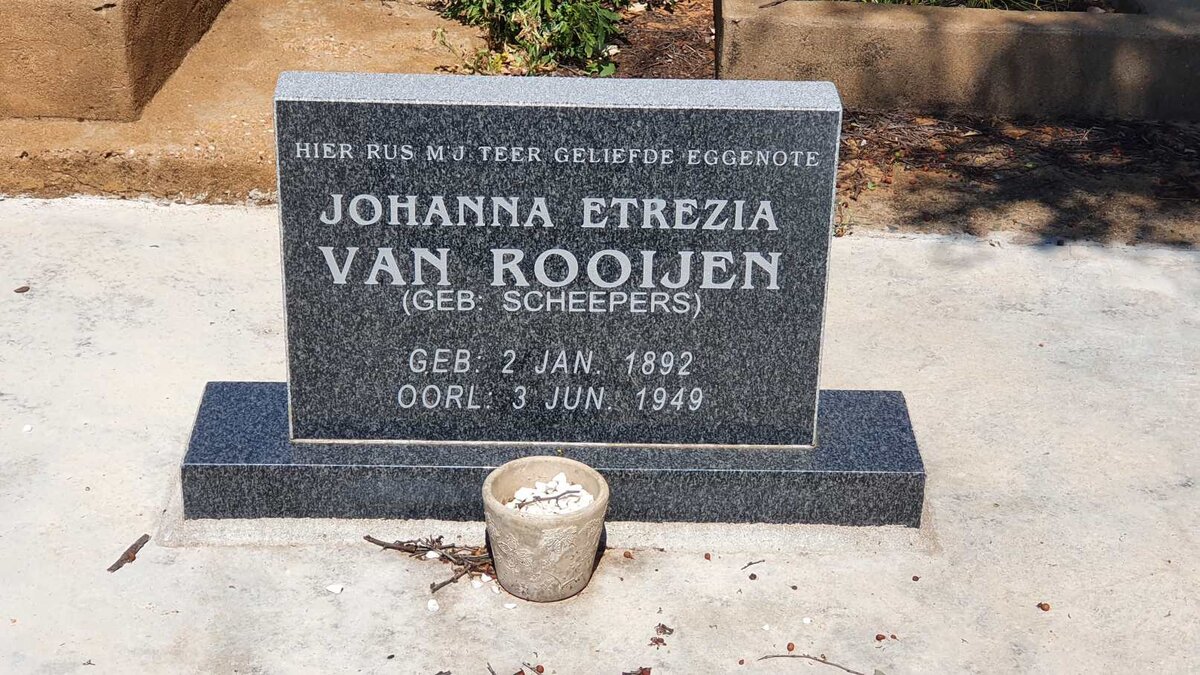 HIER RUS M'J TEER GELIEFDE EGGENOTE
JOHANNA ETREZIA
VAN ROOIJEN
(GEB: SCHEEPERS)
GEB: 2 JAN. 1892
OORL: 3 JUN. 1949